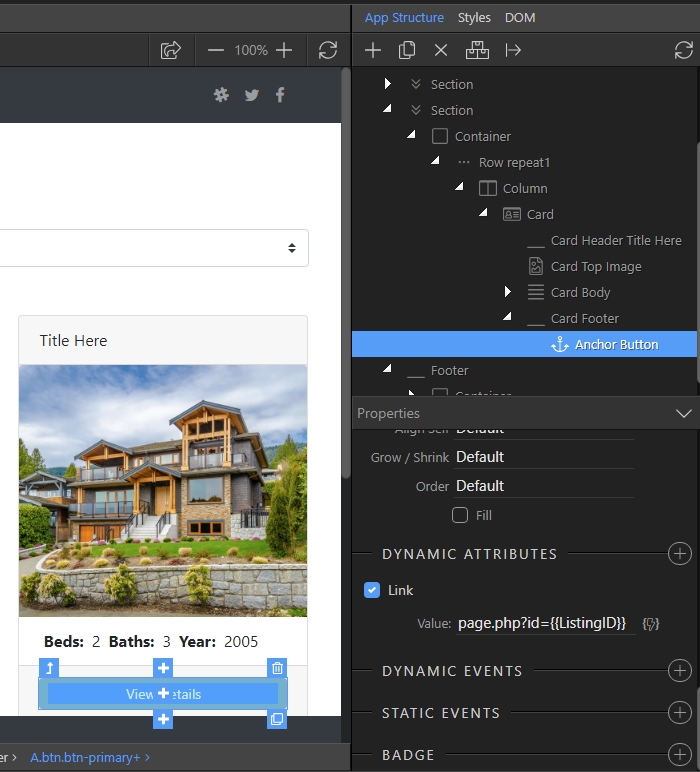 App Structure Styles DOM
100%
Section
Section
Container
Row repeat1
Column
Card
Card Header Title Here
Card Top Image
Card Body
Card Footer
Anchor Button
Footer
Container
Title Here
Beds: 2 Baths: 3 Year: 2005
View etails
er > A.btn.btn-primary+ >
Properties
Align Self Default
Grow / Shrink Default
Order Default
Fill
DYNAMIC ATTRIBUTES
Link
Value: page.php?id={{ListingID}}
DYNAMIC EVENTS
STATIC EVENTS
BADGE